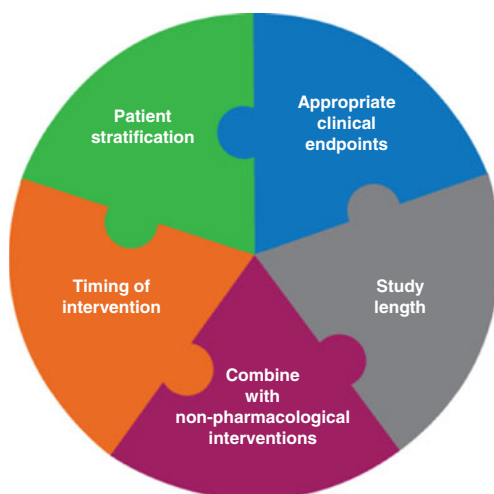 Patient
stratification
Appropriate
clinical
endpoints
Timing of
intervention
Study
length
Combine
with
non-pharmacological
interventions